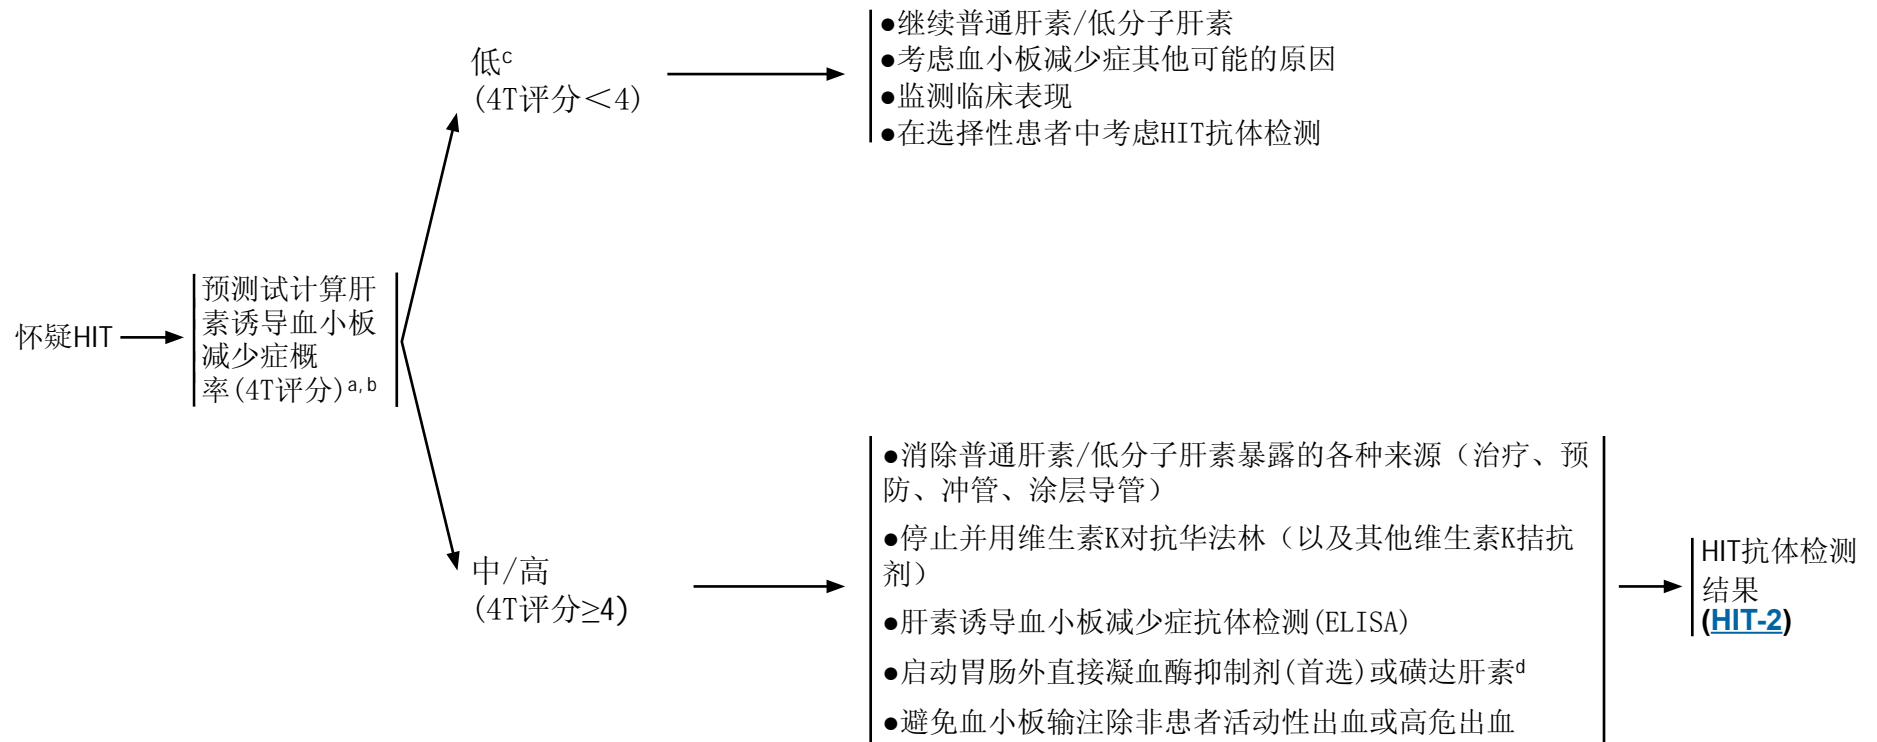 怀疑HIT
预测试计算肝
素诱导血小板
减少症概
率(4T评分)a,b
低c
(4T评分＜4)
●继续普通肝素/低分子肝素
●考虑血小板减少症其他可能的原因
●监测临床表现
●在选择性患者中考虑HIT抗体检测
中/高
(4T评分≥4)
●消除普通肝素/低分子肝素暴露的各种来源（治疗、预
防、冲管、涂层导管）
●停止并用维生素K对抗华法林（以及其他维生素K拮抗
剂）
●肝素诱导血小板减少症抗体检测(ELISA)
●启动胃肠外直接凝血酶抑制剂(首选)或磺达肝素d
●避免血小板输注除非患者活动性出血或高危出血
HIT抗体检测
结果
(HIT-2)